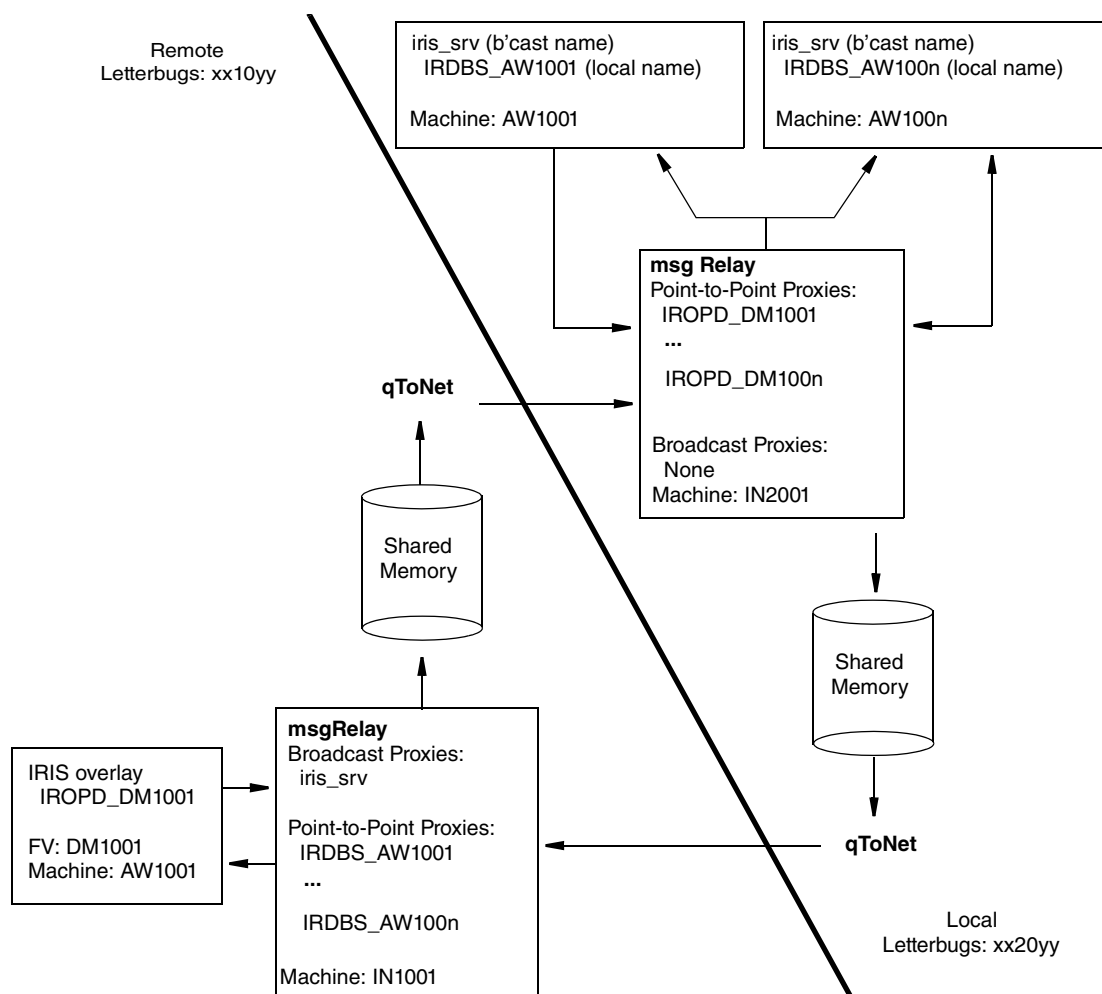 Remote
Letterbugs: xx10yy
iris_srv (b’cast name)
IRDBS_AW1001 (local name)
Machine: AW1001
iris_srv (b’cast name)
IRDBS_AW100n (local name)
Machine: AW100n
msg Relay
Point-to-Point Proxies:
IROPD_DM1001
...
IROPD_DM100n
Broadcast Proxies:
None
Machine: IN2001
qToNet
Shared
Memory
Shared
Memory
msgRelay
Broadcast Proxies:
iris_srv
Point-to-Point Proxies:
IRDBS_AW1001
...
IRDBS_AW100n
Machine: IN1001
IRIS overlay
IROPD_DM1001
FV: DM1001
Machine: AW1001
qToNet
Local
Letterbugs: xx20yy